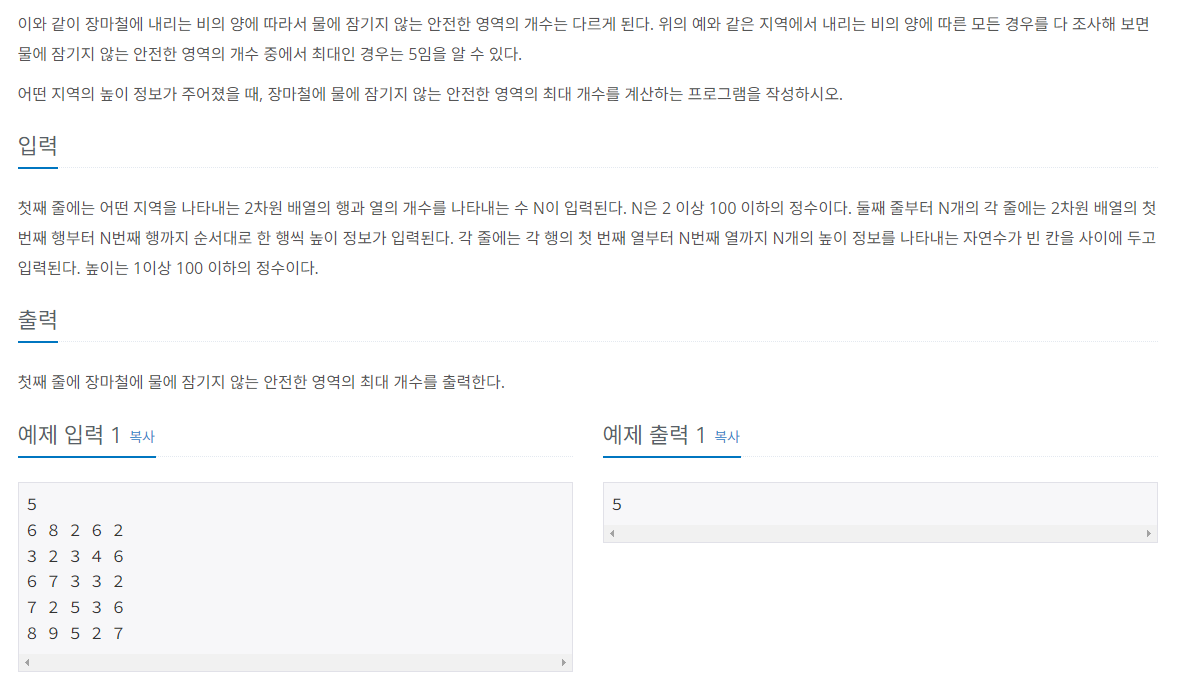 이와 같이 장마철에 내리는 비의 양에 따라서 물에 잠기지 않는 안전한 영역의 개수는 다르게 된다. 위의 예와 같은 지역에서 내리는 비의 양에 따른 모든 경우를 다 조사해 보면
물에 잠기지 않는 안전한 영역의 개수 중에서 최대인 경우는 5임을 알 수 있다.
어떤 지역의 높이 정보가 주어졌을 때, 장마철에 물에 잠기지 않는 안전한 영역의 최대 개수를 계산하는 프로그램을 작성하시오.
입력
첫째 줄에는 어떤 지역을 나타내는 2차원 배열의 행과 열의 개수를 나타내는 수 N이 입력된다. N은 2 이상 100 이하의 정수이다. 둘째 줄부터 N개의 각 줄에는 2차원 배열의 첫
번째 행부터 N번째 행까지 순서대로 한 행씩 높이 정보가 입력된다. 각 줄에는 각 행의 첫 번째 열부터 N번째 열까지 N개의 높이 정보를 나타내는 자연수가 빈 칸을 사이에 두고
입력된다. 높이는 1이상 100 이하의 정수이다.
출력
첫째 줄에 장마철에 물에 잠기지 않는 안전한 영역의 최대 개수를 출력한다.
예제 입력 1 복사
5
6 8 2 6 2
3 2 3 4 6
6 7 3 3 2
7 2 5 3 6
8 9 5 2 7
예제 출력 1 복사
5